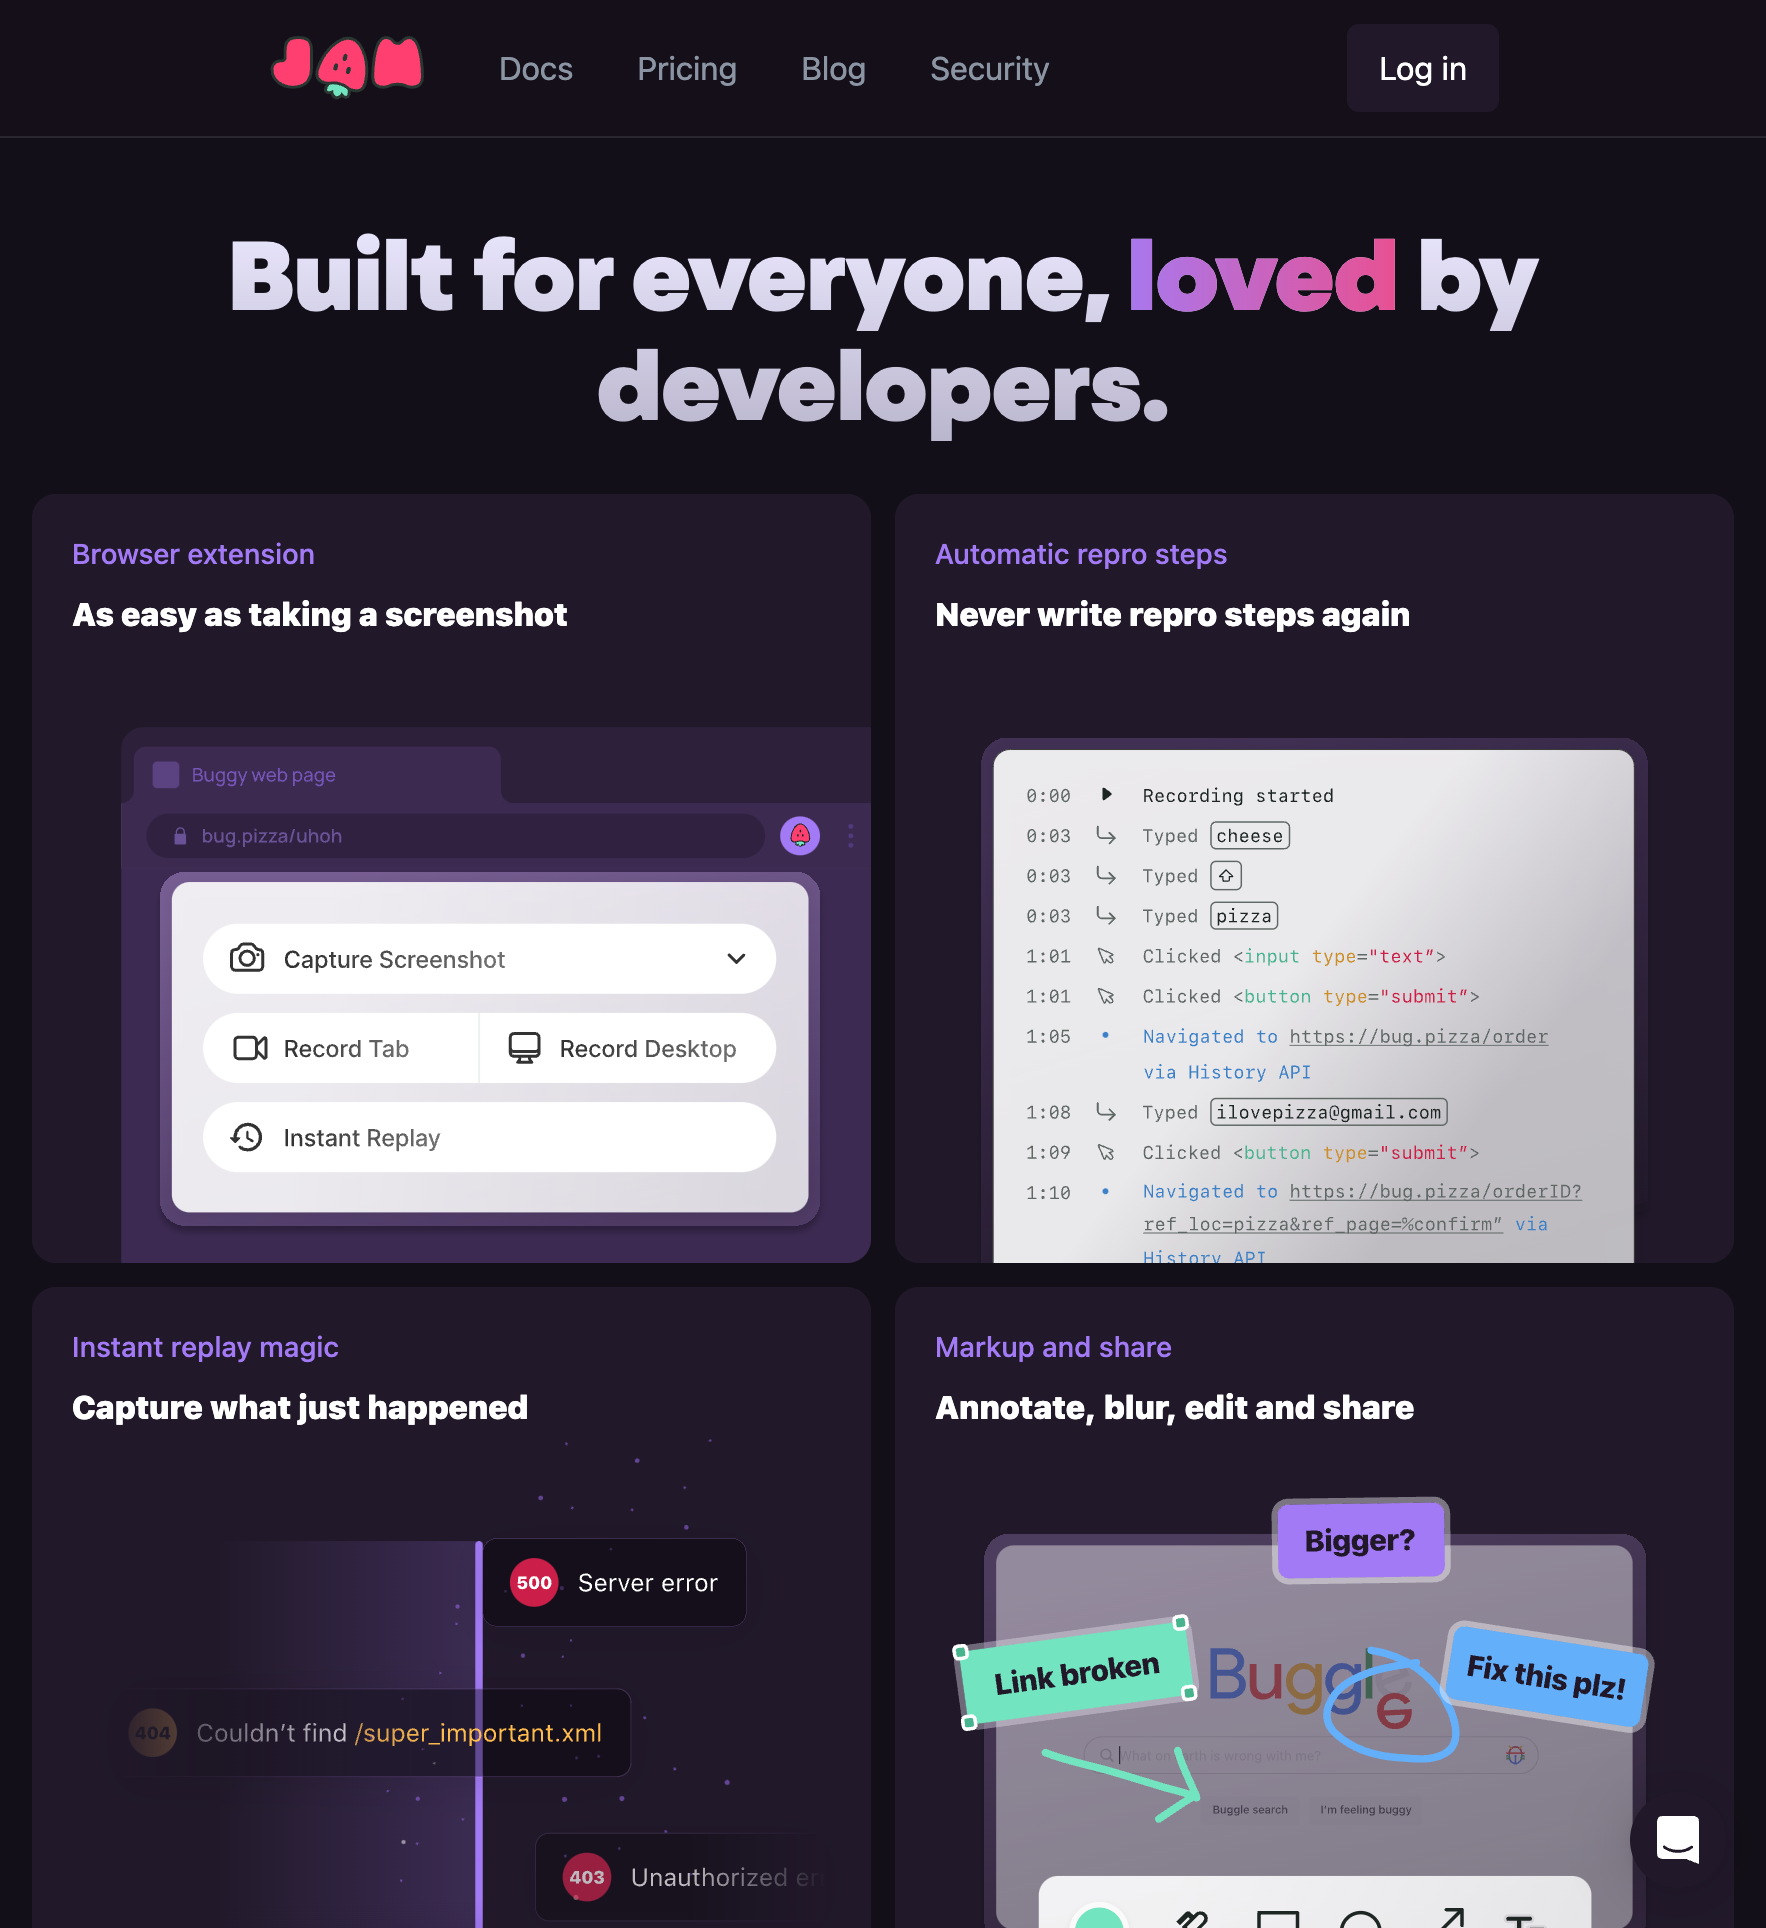 JAM
Docs
Pricing
Blog
Security
Log in
Built for everyone, loved by
developers.
Browser extension
As easy as taking a screenshot
Buggy web page
bug.pizza/uhoh
Capture Screenshot
Record Tab
Record Desktop
Instant Replay
Automatic repro steps
Never write repro steps again
0:00 Recording started
0:03 Typed cheese
0:03 Typed
0:03 Typed pizza
1:01 Clicked <input type="text”>
1:01 Clicked <button type="submit”>
1:05 Navigated to https://bug.pizza/order
via History API
1:08 Typed ilovepizza@gmail.com
1:09 Clicked <button type="submit”>
1:10 Navigated to https://bug.pizza/orderID?
ref_loc=pizza&ref_page=%confirm” via
History API
Instant replay magic
Capture what just happened
500 Server error
404 Couldn’t find /super_important.xml
403 Unauthorized
Markup and share
Annotate, blur, edit and share
Bigger?
Link broken
Buggle
Fix this plz!
What on earth is wrong with me?
Buggle search
I'm feeling buggy